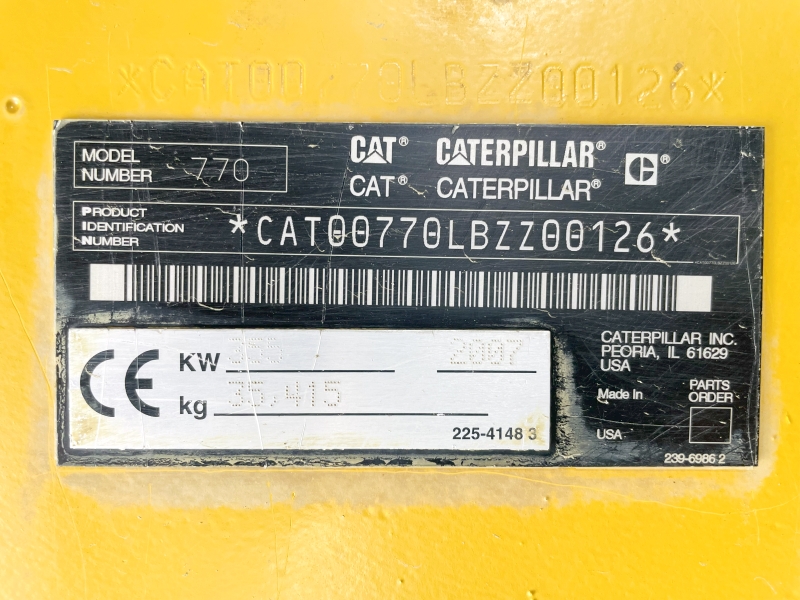 *CAT00770LBZZ00126*
MODEL NUMBER 770
CAT® CATERPILLAR® ®
CAT® CATERPILLAR®
PRODUCT IDENTIFICATION NUMBER *CAT00770LBZZ00126*
CE
KW 2007
kg 35,415
225-4148 3
CATERPILLAR INC.
PEORIA, IL 61629
USA
Made in
USA
PARTS ORDER
239-6986 2